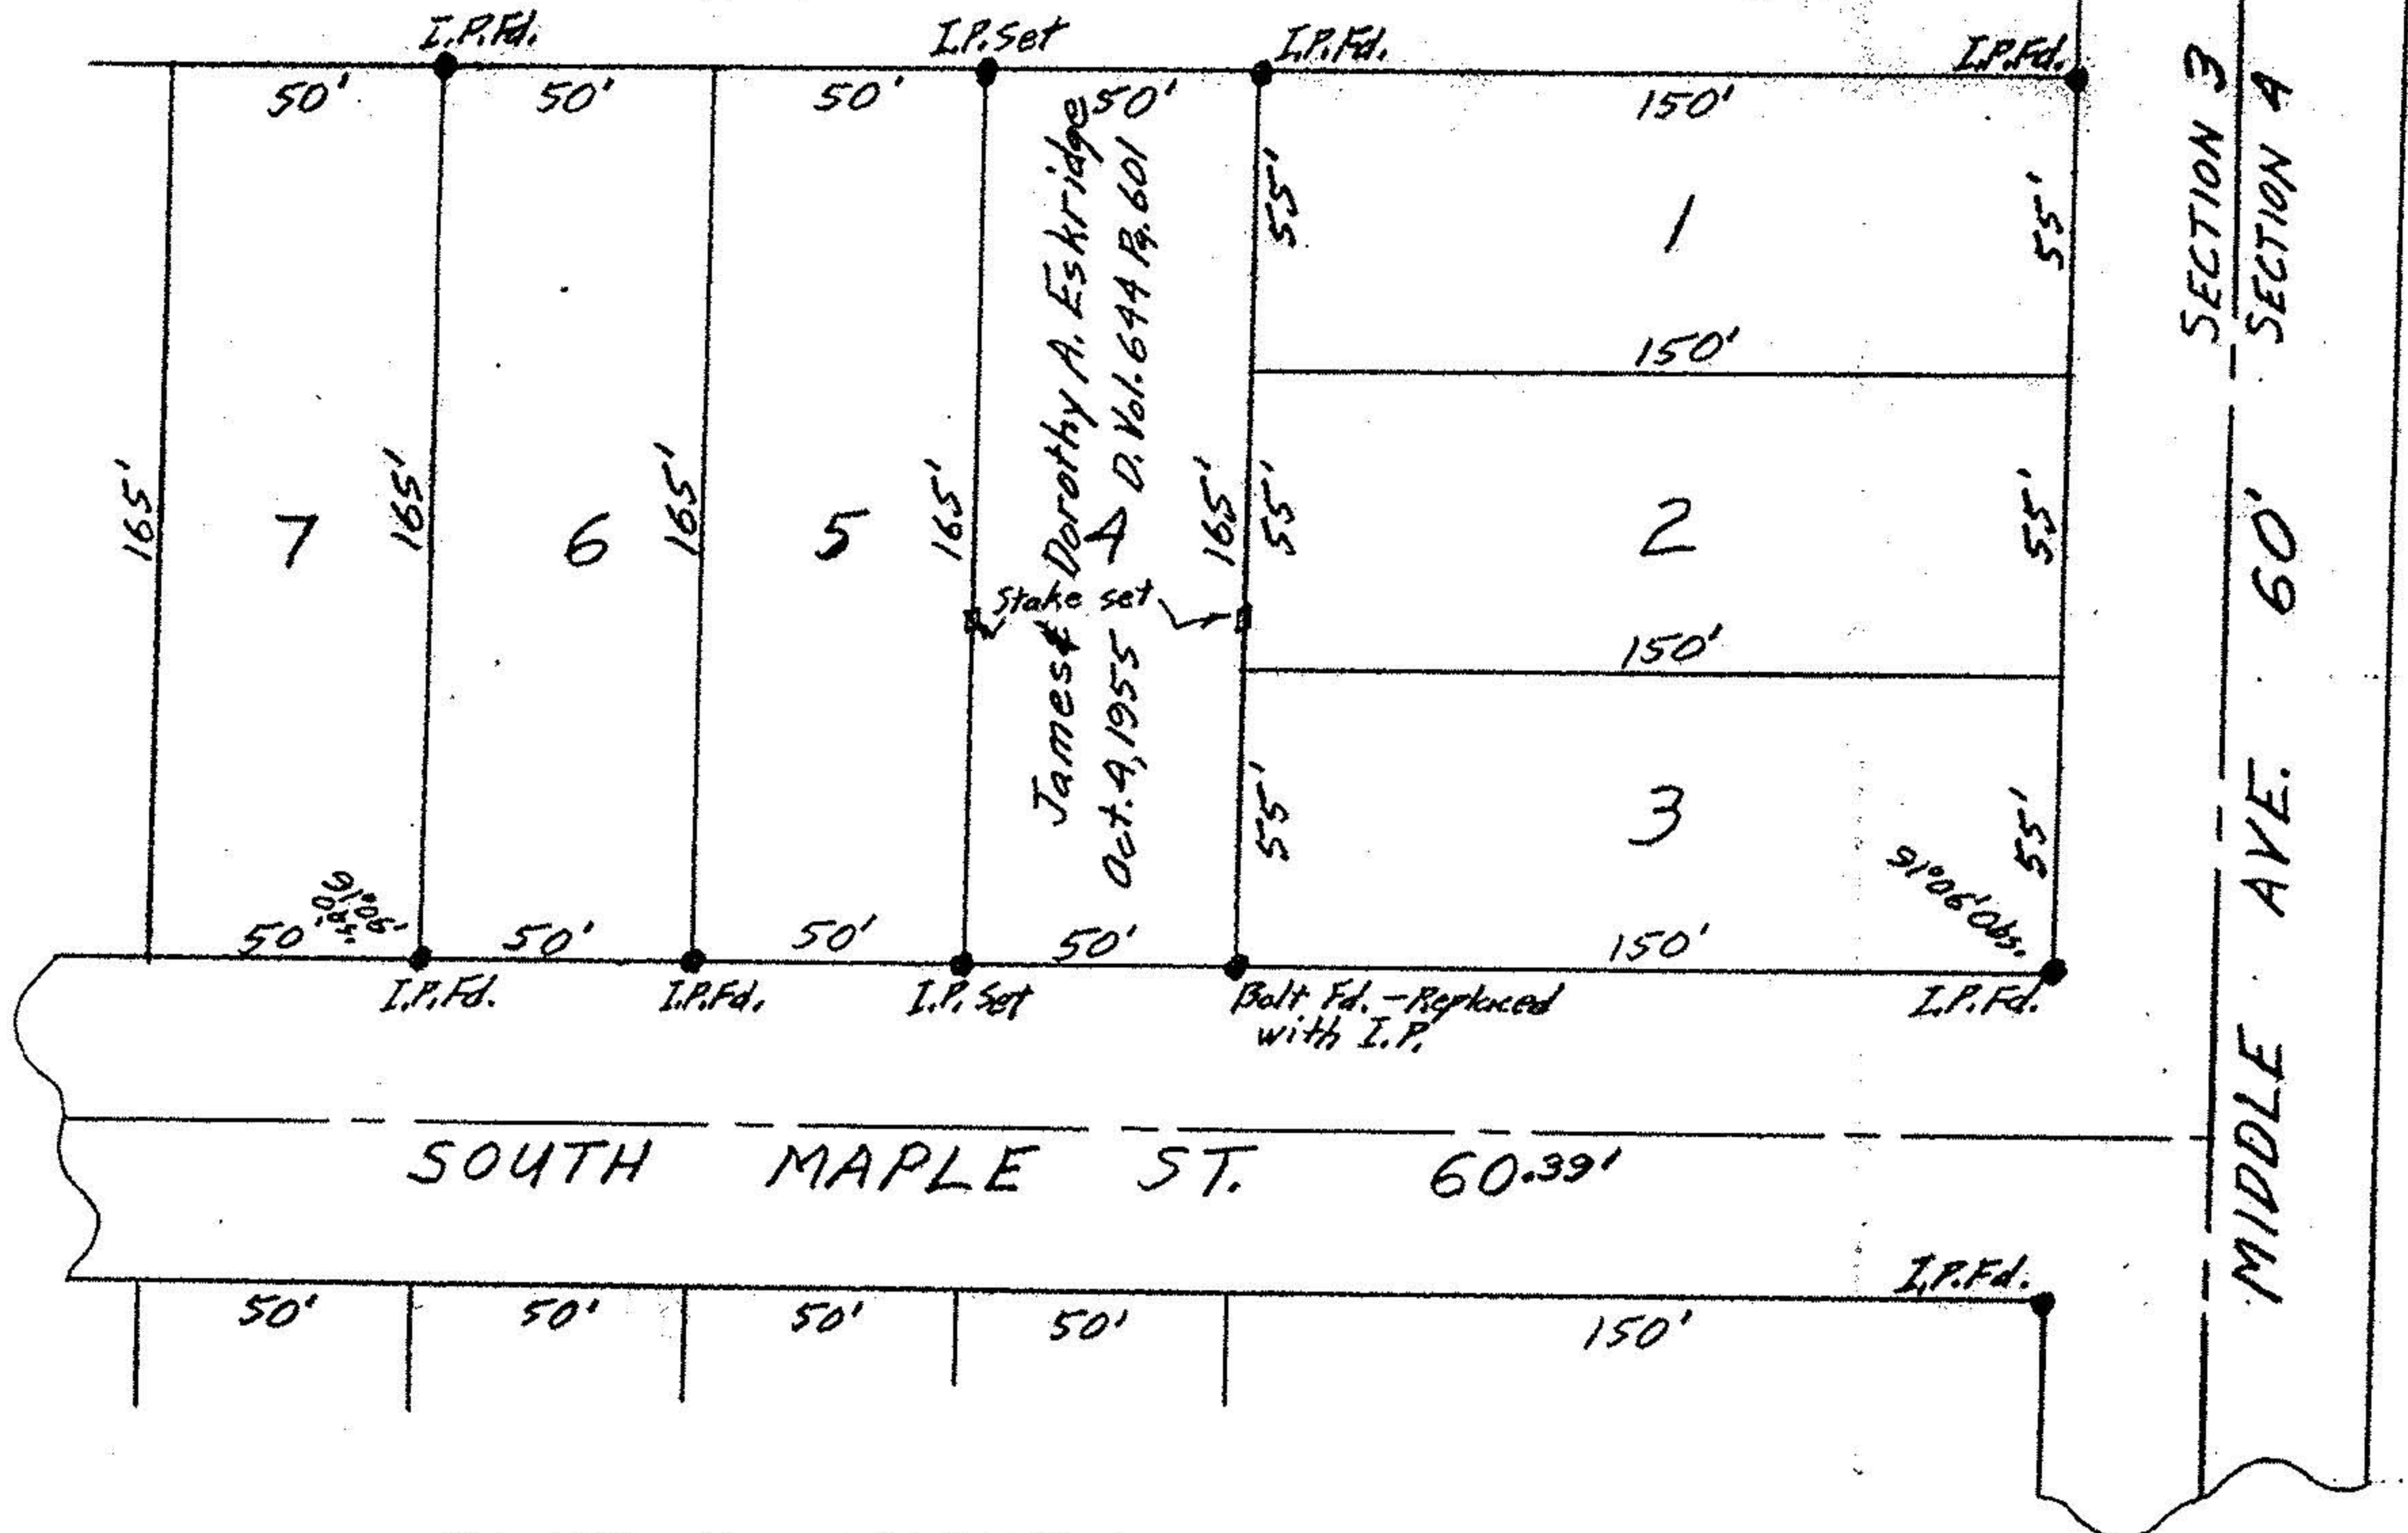 I.P.Fd.
I.P.Set
I.P.Fd.
I.P.Fd.
50'
50'
50'
50'
150'
SECTION 3
SECTION 4
James & Dorothy A. Eskridge
Oct. 4, 1955
D. Vol. 644 Pg. 601
55'
1
55'
150'
165'
7
165'
6
165'
5
165'
4
165'
55'
2
55'
Stake set
150'
55'
3
55'
91°06' Obs.
50'
50'
50'
50'
150'
I.P.Fd.
I.P.Fd.
I.P.Set
Bolt Fd. - Replaced
with I.P.
I.P.Fd.
MIDDLE AVE. 60'
SOUTH MAPLE ST. 60.39'
I.P.Fd.
50'
50'
50'
50'
150'